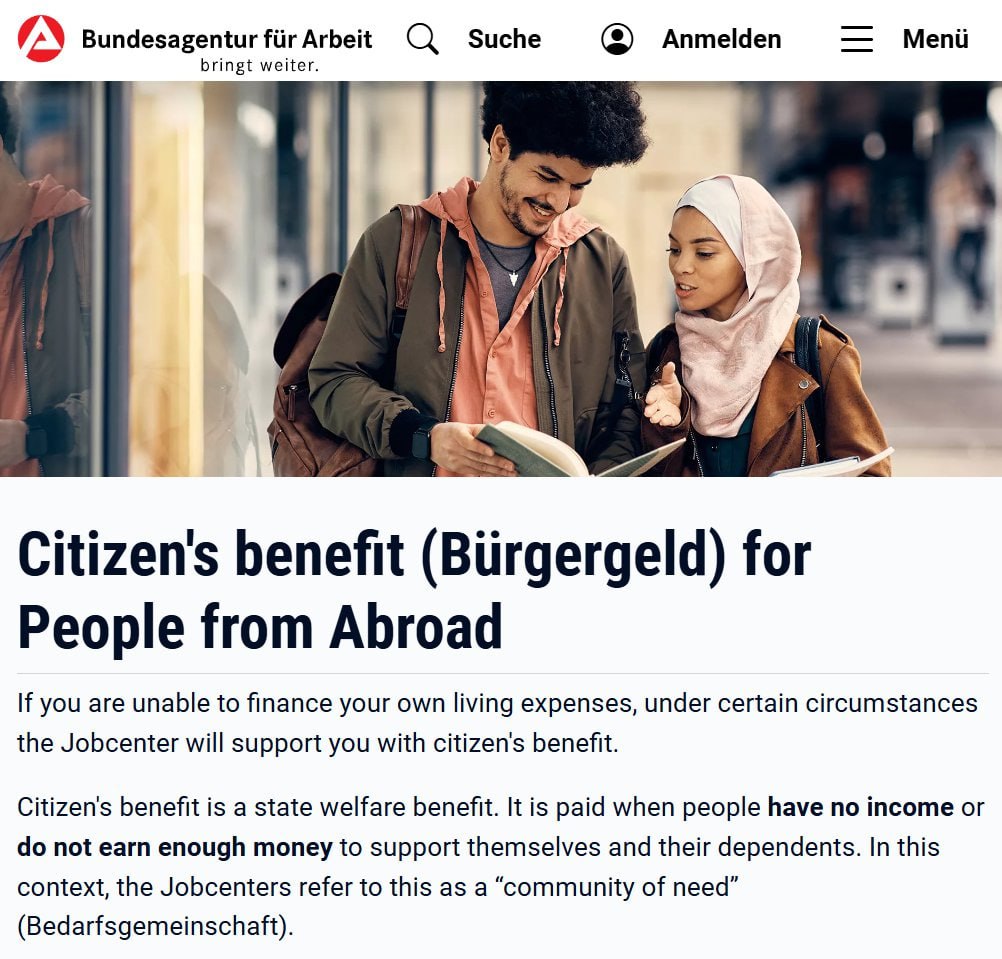 Bundesagentur für Arbeit
bringt weiter.
Suche
Anmelden
Menü
Citizen's benefit (Bürgergeld) for
People from Abroad
If you are unable to finance your own living expenses, under certain circumstances
the Jobcenter will support you with citizen's benefit.
Citizen's benefit is a state welfare benefit. It is paid when people have no income or
do not earn enough money to support themselves and their dependents. In this
context, the Jobcenters refer to this as a “community of need”
(Bedarfsgemeinschaft).